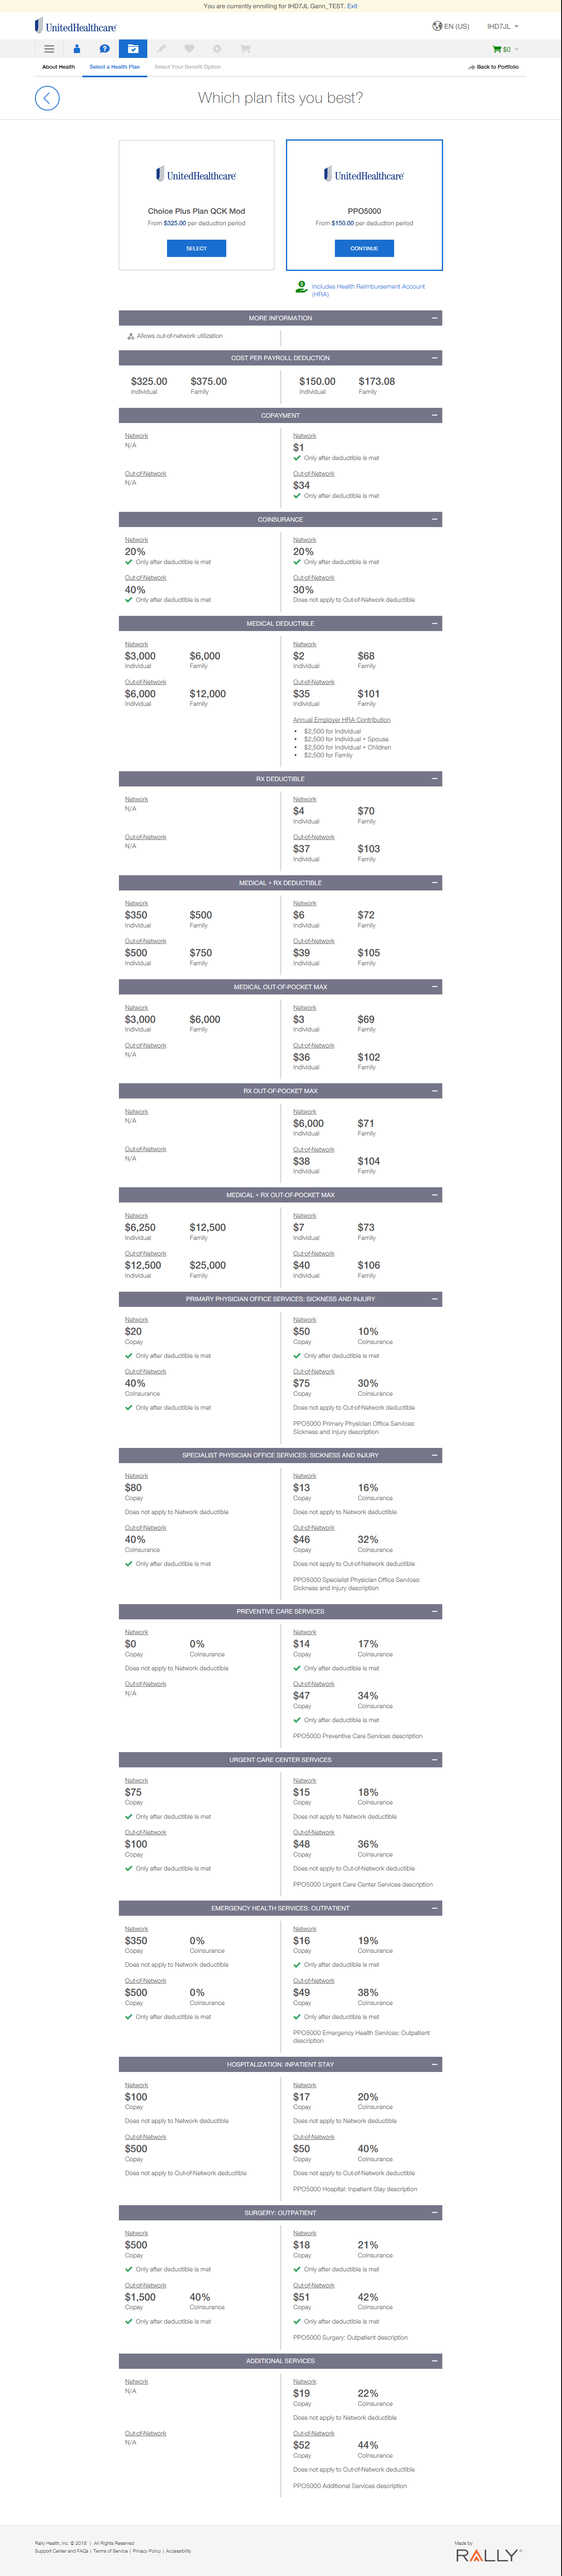 You are currently enrolling for IHD7JL Gann_TEST. Exit
UnitedHealthcare
EN (US) IHD7JL
$0
About Health Select a Health Plan Select Your Benefit Option Back to Portfolio
Which plan fits you best?
UnitedHealthcare UnitedHealthcare
Choice Plus Plan QCK Mod PPO5000
From $325.00 per deduction period From $150.00 per deduction period
SELECT CONTINUE
Includes Health Reimbursement Account
(HRA)
MORE INFORMATION
Allows out-of-network utilization
COST PER PAYROLL DEDUCTION
$325.00 $375.00 $150.00 $173.08
Individual Family Individual Family
COPAYMENT
Network Network
N/A $1
Only after deductible is met
Out-of-Network Out-of-Network
N/A $34
Only after deductible is met
COINSURANCE
Network Network
20% 20%
Only after deductible is met Only after deductible is met
Out-of-Network Out-of-Network
40% 30%
Only after deductible is met Does not apply to Out-of-Network deductible
MEDICAL DEDUCTIBLE
Network Network
$3,000 $6,000 $2 $68
Individual Family Individual Family
Out-of-Network Out-of-Network
$6,000 $12,000 $35 $101
Individual Family Individual Family
Annual Employer HRA Contribution
• $2,500 for Individual
• $2,500 for Individual + Spouse
• $2,500 for Individual + Children
• $2,500 for Family
RX DEDUCTIBLE
Network Network
N/A $4 $70
Individual Family
Out-of-Network Out-of-Network
N/A $37 $103
Individual Family
MEDICAL + RX DEDUCTIBLE
Network Network
$350 $500 $6 $72
Individual Family Individual Family
Out-of-Network Out-of-Network
$500 $750 $39 $105
Individual Family Individual Family
MEDICAL OUT-OF-POCKET MAX
Network Network
$3,000 $6,000 $3 $69
Individual Family Individual Family
Out-of-Network Out-of-Network
N/A $36 $102
Individual Family
RX OUT-OF-POCKET MAX
Network Network
N/A $6,000 $71
Individual Family
Out-of-Network Out-of-Network
N/A $38 $104
Individual Family
MEDICAL + RX OUT-OF-POCKET MAX
Network Network
$6,250 $12,500 $7 $73
Individual Family Individual Family
Out-of-Network Out-of-Network
$12,500 $25,000 $40 $106
Individual Family Individual Family
PRIMARY PHYSICIAN OFFICE SERVICES: SICKNESS AND INJURY
Network Network
$20 $50 10%
Copay Copay Coinsurance
Only after deductible is met Only after deductible is met
Out-of-Network Out-of-Network
40% $75 30%
Coinsurance Copay Coinsurance
Only after deductible is met Does not apply to Out-of-Network deductible
PPO5000 Primary Physician Office Services:
Sickness and Injury description
SPECIALIST PHYSICIAN OFFICE SERVICES: SICKNESS AND INJURY
Network Network
$80 $13 16%
Copay Copay Coinsurance
Does not apply to Network deductible Does not apply to Network deductible
Out-of-Network Out-of-Network
40% $46 32%
Coinsurance Copay Coinsurance
Only after deductible is met Does not apply to Out-of-Network deductible
PPO5000 Specialist Physician Office Services:
Sickness and Injury description
PREVENTIVE CARE SERVICES
Network Network
$0 0% $14 17%
Copay Coinsurance Copay Coinsurance
Does not apply to Network deductible Only after deductible is met
Out-of-Network Out-of-Network
N/A $47 34%
Copay Coinsurance
Only after deductible is met
PPO5000 Preventive Care Services description
URGENT CARE CENTER SERVICES
Network Network
$75 $15 18%
Copay Copay Coinsurance
Only after deductible is met Does not apply to Network deductible
Out-of-Network Out-of-Network
$100 $48 36%
Copay Copay Coinsurance
Only after deductible is met Does not apply to Out-of-Network deductible
PPO5000 Urgent Care Center Services description
EMERGENCY HEALTH SERVICES: OUTPATIENT
Network Network
$350 0% $16 19%
Copay Coinsurance Copay Coinsurance
Does not apply to Network deductible Only after deductible is met
Out-of-Network Out-of-Network
$500 0% $49 38%
Copay Coinsurance Copay Coinsurance
Only after deductible is met Only after deductible is met
PPO5000 Emergency Health Services: Outpatient
description
HOSPITALIZATION: INPATIENT STAY
Network Network
$100 $17 20%
Copay Copay Coinsurance
Does not apply to Network deductible Does not apply to Network deductible
Out-of-Network Out-of-Network
$500 $50 40%
Copay Copay Coinsurance
Does not apply to Out-of-Network deductible Does not apply to Out-of-Network deductible
PPO5000 Hospital: Inpatient Stay description
SURGERY: OUTPATIENT
Network Network
$500 $18 21%
Copay Copay Coinsurance
Only after deductible is met Only after deductible is met
Out-of-Network Out-of-Network
$1,500 40% $51 42%
Copay Coinsurance Copay Coinsurance
Only after deductible is met Only after deductible is met
PPO5000 Surgery: Outpatient description
ADDITIONAL SERVICES
Network Network
N/A $19 22%
Copay Coinsurance
Does not apply to Network deductible
Out-of-Network Out-of-Network
N/A $52 44%
Copay Coinsurance
Does not apply to Out-of-Network deductible
PPO5000 Additional Services description
Rally Health, Inc. © 2016 | All Rights Reserved Made by
Support Center and FAQs | Terms of Service | Privacy Policy | Accessibility RALLY